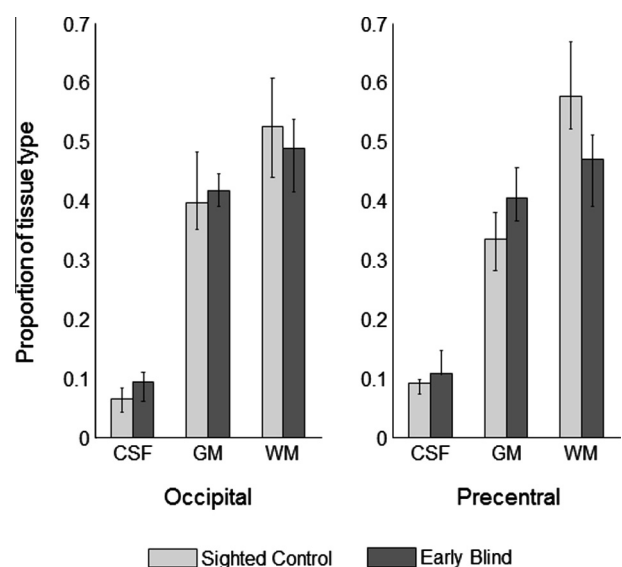 Proportion of tissue type
0.7
0.6
0.5
0.4
0.3
0.2
0.1
0
CSF GM WM
Occipital
0.7
0.6
0.5
0.4
0.3
0.2
0.1
0
CSF GM WM
Precentral
Sighted Control Early Blind